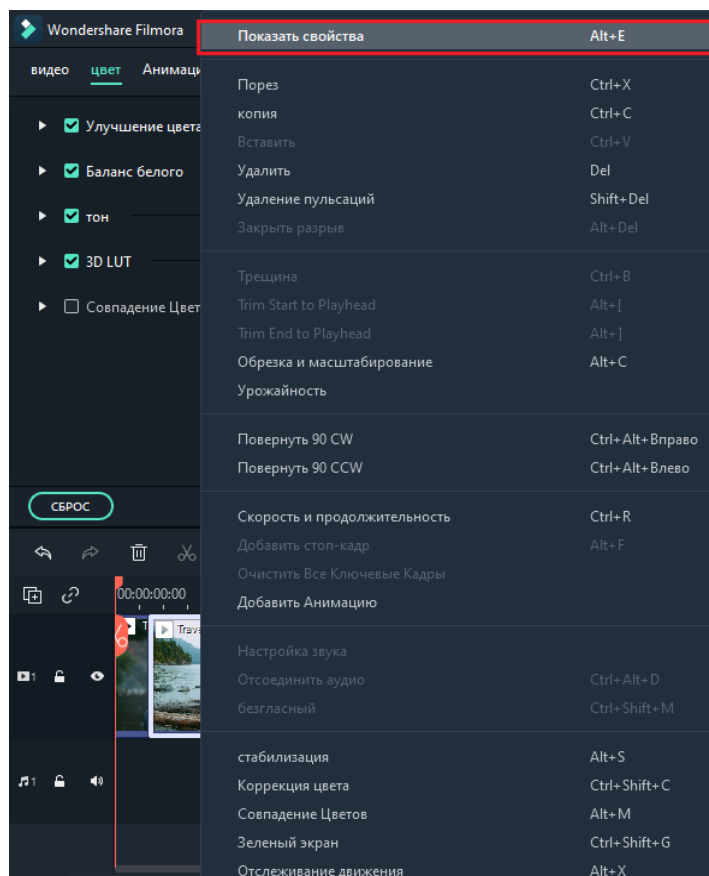 Wondershare Filmora
видео цвет Анимаци
Улучшение цвета
Баланс белого
тон
3D LUT
Совпадение Цвет
СБРОС
00:00:00:00
T
Trave
1
1
Показать свойства Alt+E
Порез Ctrl+X
копия Ctrl+C
Вставить Ctrl+V
Удалить Del
Удаление пульсаций Shift+Del
Закрыть разрыв Alt+Del
Трещина Ctrl+B
Trim Start to Playhead Alt+[
Trim End to Playhead Alt+]
Обрезка и масштабирование Alt+C
Урожайность
Повернуть 90 CW Ctrl+Alt+Вправо
Повернуть 90 CCW Ctrl+Alt+Влево
Скорость и продолжительность Ctrl+R
Добавить стоп-кадр Alt+F
Очистить Все Ключевые Кадры
Добавить Анимацию
Настройка звука
Отсоединить аудио Ctrl+Alt+D
безгласный Ctrl+Shift+M
стабилизация Alt+S
Коррекция цвета Ctrl+Shift+C
Совпадение Цветов Alt+M
Зеленый экран Ctrl+Shift+G
Отслеживание движения Alt+X